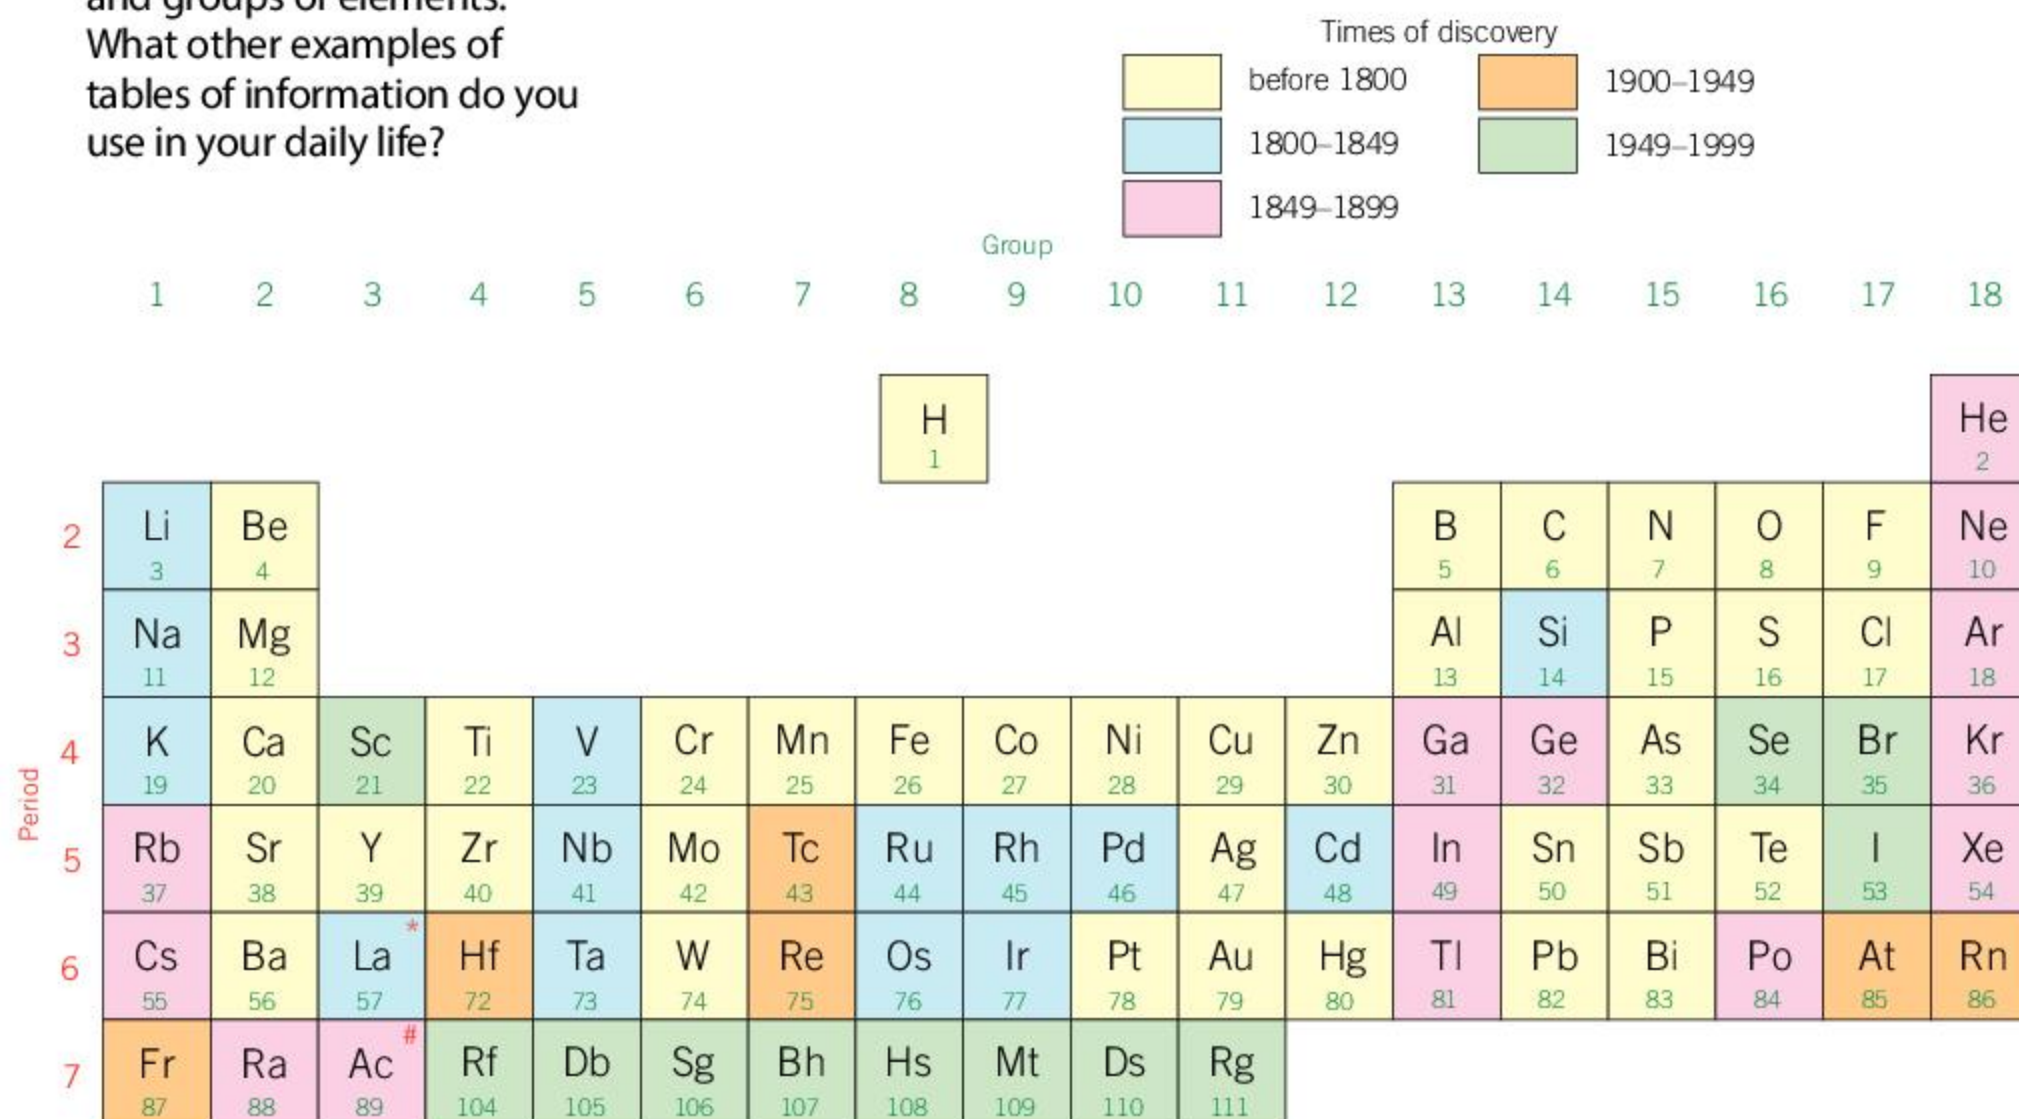 and groups of elements.
What other examples of
tables of information do you
use in your daily life?
Times of discovery
before 1800
1900–1949
1800–1849
1949–1999
1849–1899
Group
1 2 3 4 5 6 7 8 9 10 11 12 13 14 15 16 17 18
H He
1 2
2 Li Be B C N O F Ne
3 4 5 6 7 8 9 10
3 Na Mg Al Si P S Cl Ar
11 12 13 14 15 16 17 18
Period
4 K Ca Sc Ti V Cr Mn Fe Co Ni Cu Zn Ga Ge As Se Br Kr
19 20 21 22 23 24 25 26 27 28 29 30 31 32 33 34 35 36
5 Rb Sr Y Zr Nb Mo Tc Ru Rh Pd Ag Cd In Sn Sb Te I Xe
37 38 39 40 41 42 43 44 45 46 47 48 49 50 51 52 53 54
6 Cs Ba La * Hf Ta W Re Os Ir Pt Au Hg Tl Pb Bi Po At Rn
55 56 57 72 73 74 75 76 77 78 79 80 81 82 83 84 85 86
7 Fr Ra Ac # Rf Db Sg Bh Hs Mt Ds Rg
87 88 89 104 105 106 107 108 109 110 111